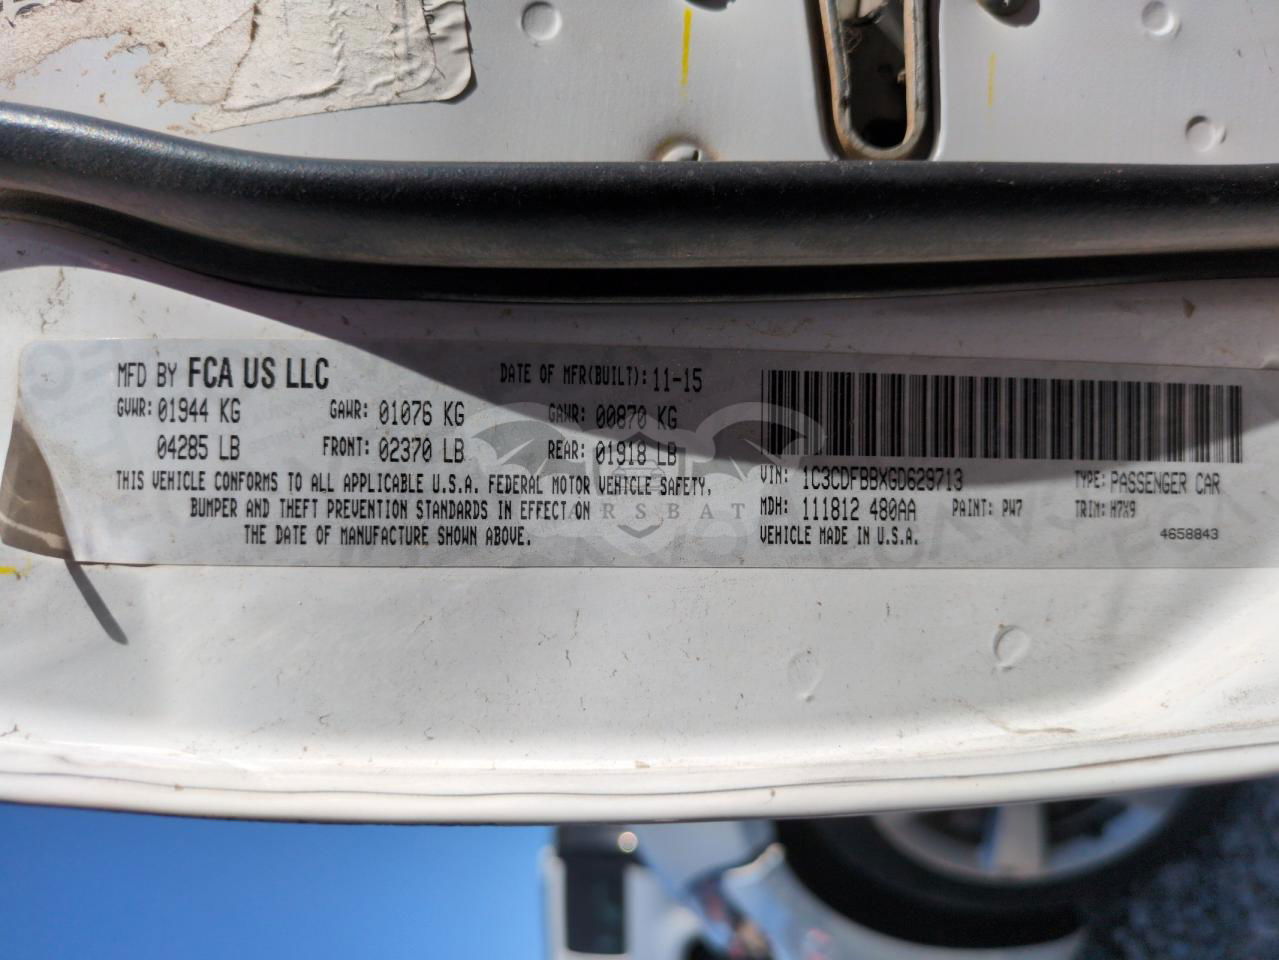 MFD BY FCA US LLC DATE OF MFR(BUILT): 11-15
GVWR: 01944 KG GAWR: 01076 KG GAWR: 00870 KG
04285 LB FRONT: 02370 LB REAR: 01918 LB
THIS VEHICLE CONFORMS TO ALL APPLICABLE U.S.A. FEDERAL MOTOR VEHICLE SAFETY,
BUMPER AND THEFT PREVENTION STANDARDS IN EFFECT ON
THE DATE OF MANUFACTURE SHOWN ABOVE.
VIN: 1C3CDFBBXGD629713 TYPE: PASSENGER CAR
MDH: 111812 480AA PAINT: PW7 TRIM: H7X9
VEHICLE MADE IN U.S.A. 4658843